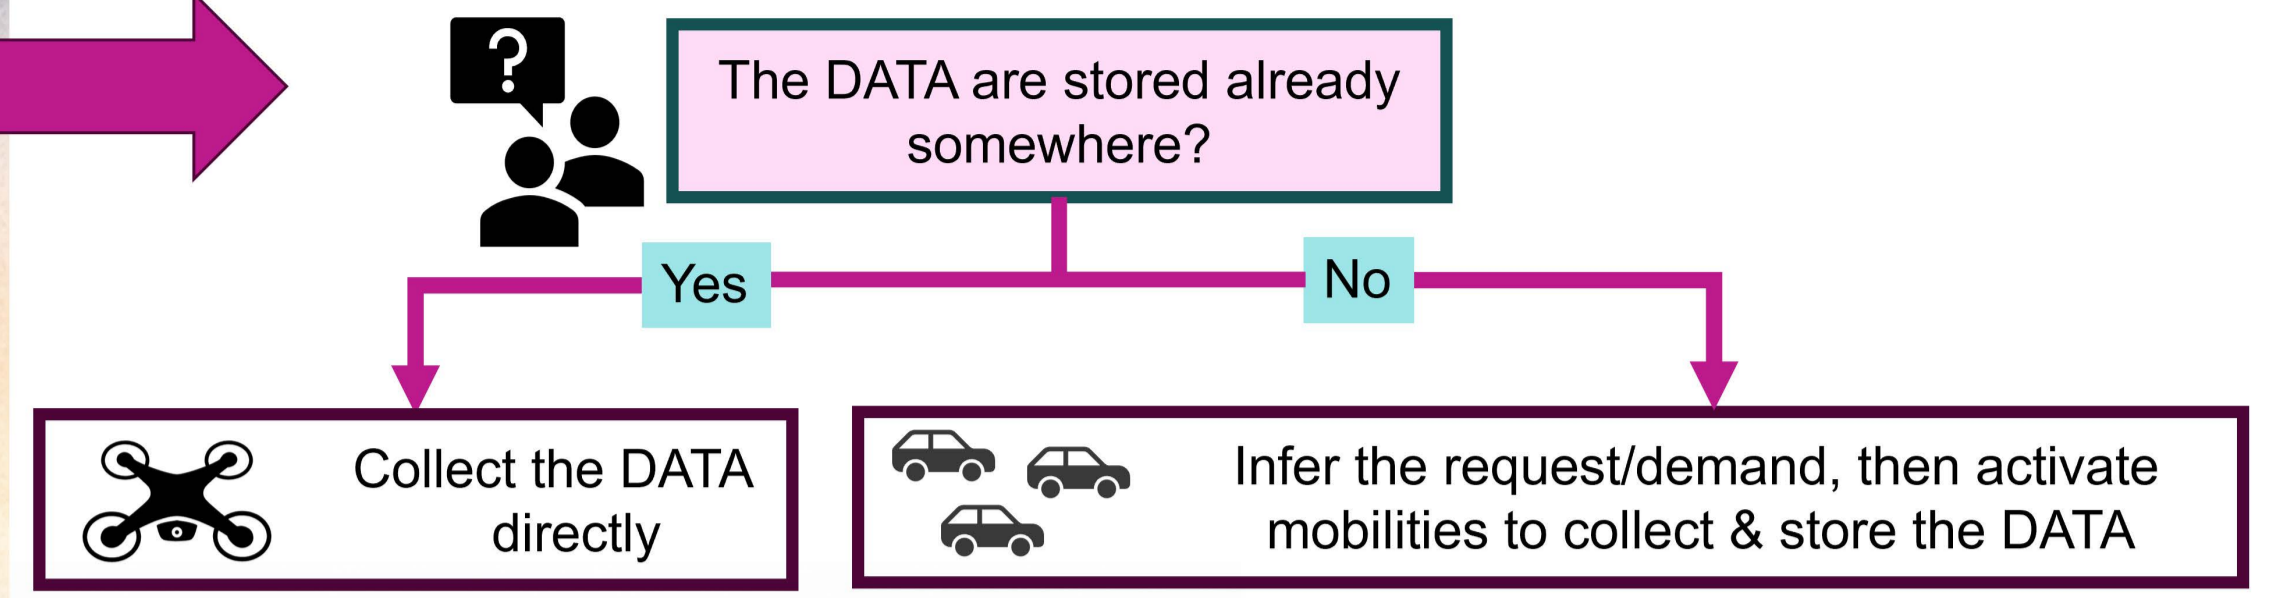 ?
The DATA are stored already
somewhere?
Yes
No
Collect the DATA
directly
Infer the request/demand, then activate
mobilities to collect & store the DATA